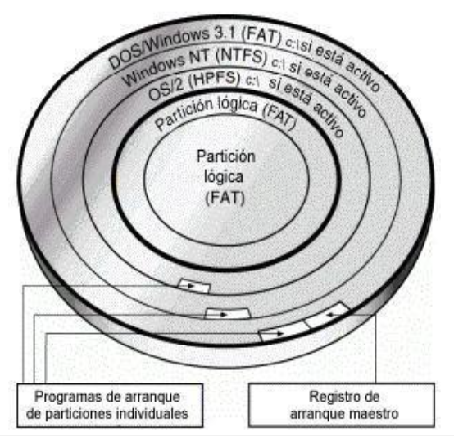 DOS/Windows 3.1 (FAT) c:\ si está activo
Windows NT (NTFS) c:\ si está activo
OS/2 (HPFS) c:\ si está activo
Partición lógica (FAT)
Partición
lógica
(FAT)
Programas de arranque
de particiones individuales
Registro de
arranque maestro